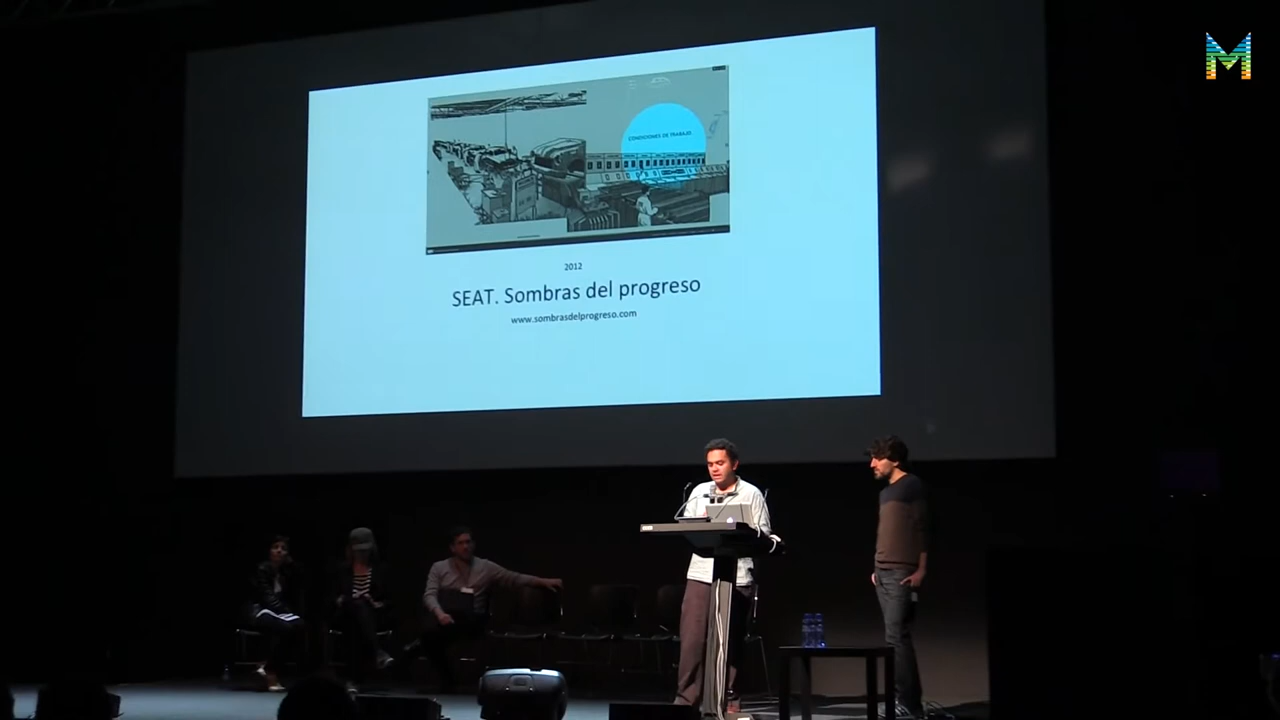 CONDICIONES DE TRABAJO
2012
SEAT. Sombras del progreso
www.sombrasdelprogreso.com
M